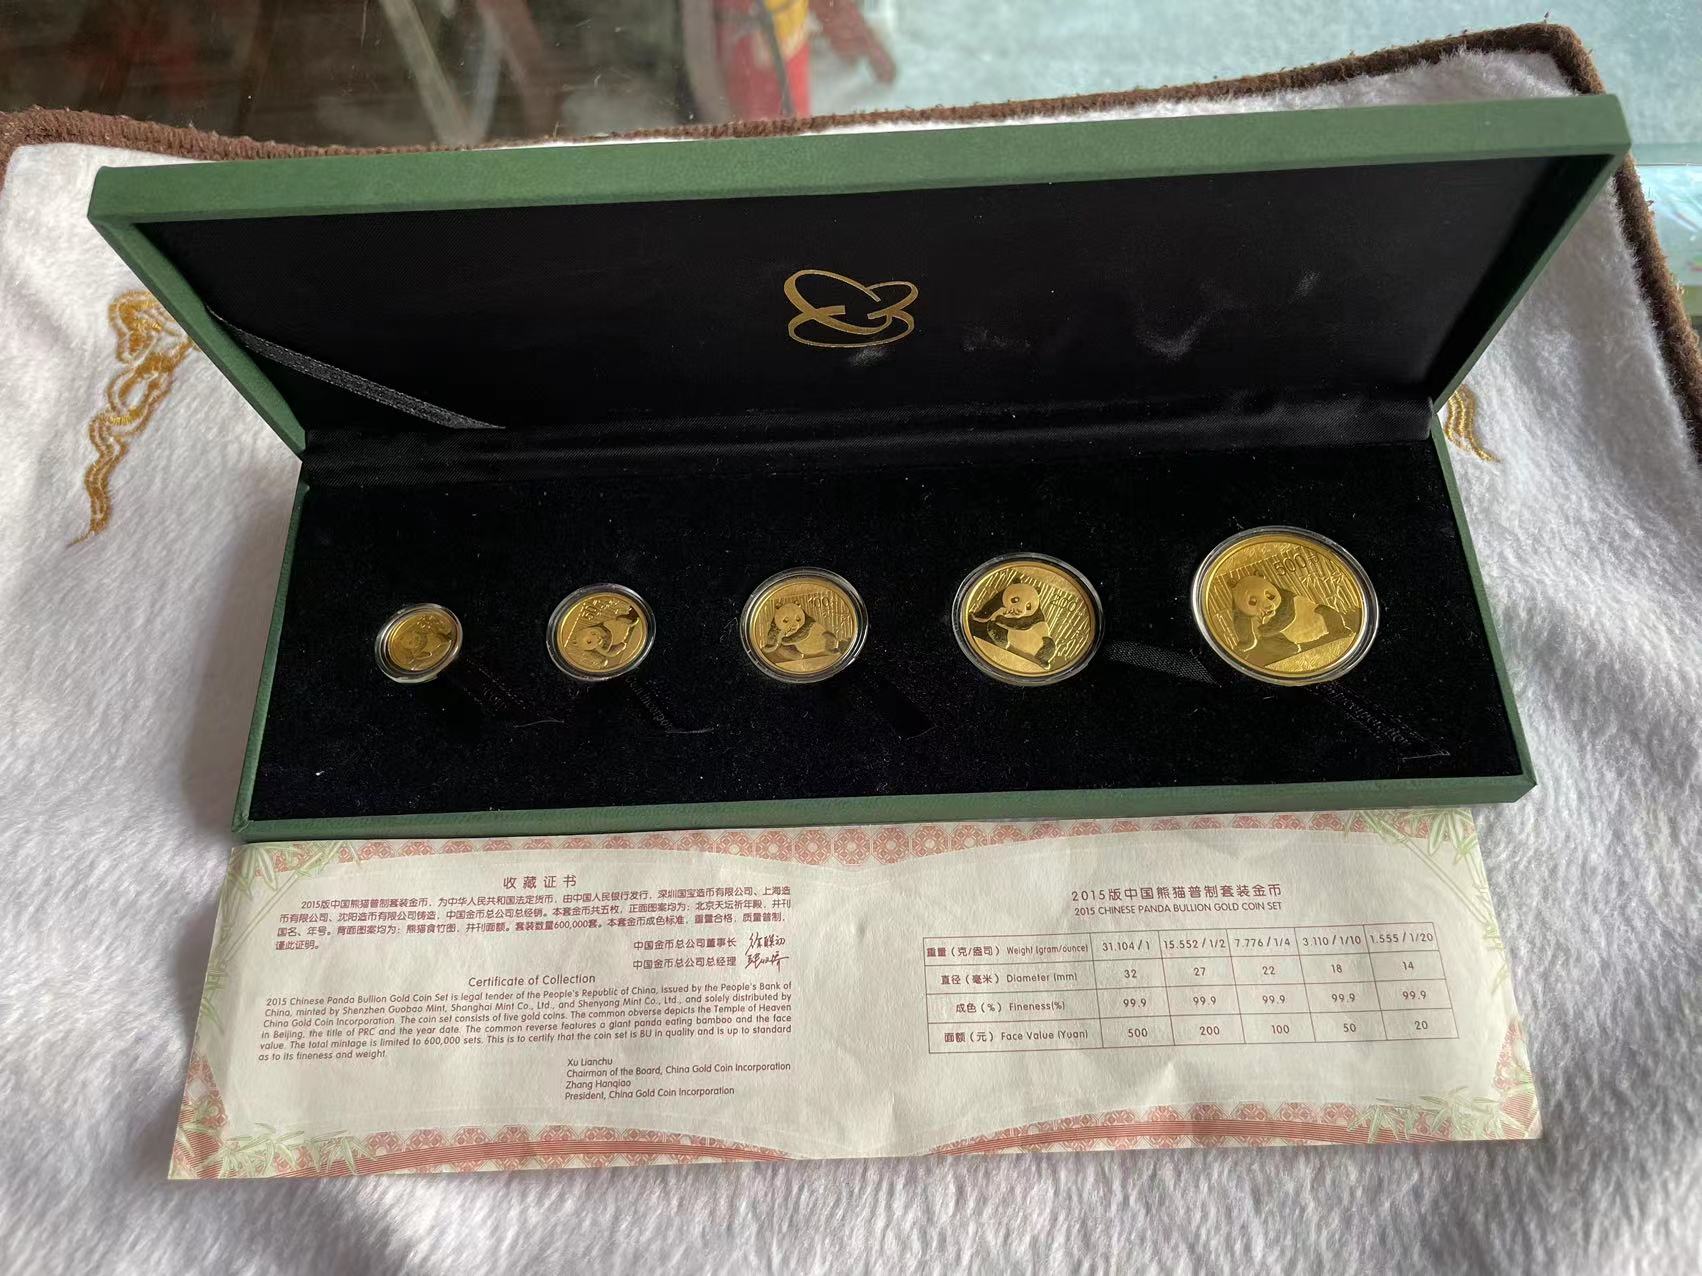 500元
100
50
收藏证书
2015版中国熊猫普制套装金币，为中华人民共和国法定货币，由中国人民银行发行，深圳国宝造币有限公司、上海造
币有限公司、沈阳造币有限公司铸造，中国金币总公司总经销。本套金币共五枚，正面图案均为：北京天坛祈年殿，并刊
国名、年号。背面图案均为：熊猫食竹图，并刊面额。套装数量600,000套。本套金币成色标准，重量合格，质量普制，
谨此证明。
中国金币总公司董事长
中国金币总公司总经理
Certificate of Collection
2015 Chinese Panda Bullion Gold Coin Set is legal tender of the People's Republic of China, issued by the People's Bank of
China, minted by Shenzhen Guobao Mint, Shanghai Mint Co., Ltd., and Shenyang Mint Co., Ltd., and solely distributed by
China Gold Coin Incorporation. The coin set consists of five gold coins. The common obverse depicts the Temple of Heaven
in Beijing, the title of PRC and the year date. The common reverse features a giant panda eating bamboo and the face
value. The total mintage is limited to 600,000 sets. This is to certify that the coin set is BU in quality and is up to standard
as to its fineness and weight.
Xu Lianchu
Chairman of the Board, China Gold Coin Incorporation
Zhang Hanqiao
President, China Gold Coin Incorporation
2015版中国熊猫普制套装金币
2015 CHINESE PANDA BULLION GOLD COIN SET
重量（克/盎司） Weight (gram/ounce) 31.104 / 1 15.552 / 1/2 7.776 / 1/4 3.110 / 1/10 1.555 / 1/20
直径（毫米） Diameter (mm) 32 27 22 18 14
成色（%） Fineness(%) 99.9 99.9 99.9 99.9 99.9
面额（元） Face Value (Yuan) 500 200 100 50 20